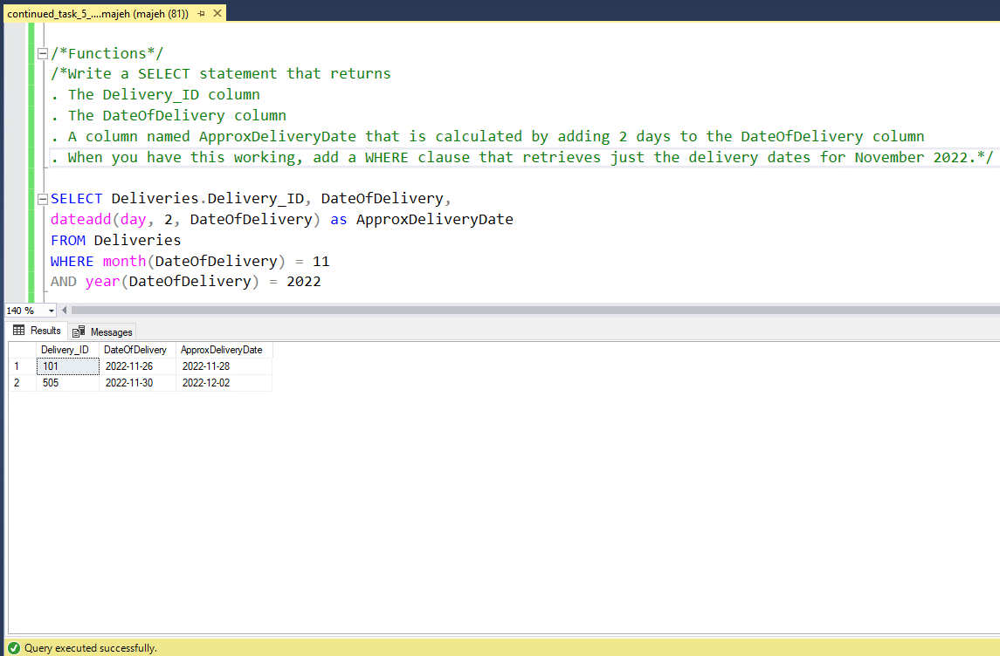 continued_task_5_....majeh (majeh (81))
/*Functions*/
/*Write a SELECT statement that returns
. The Delivery_ID column
. The DateOfDelivery column
. A column named ApproxDeliveryDate that is calculated by adding 2 days to the DateOfDelivery column
. When you have this working, add a WHERE clause that retrieves just the delivery dates for November 2022.*/
SELECT Deliveries.Delivery_ID, DateOfDelivery,
dateadd(day, 2, DateOfDelivery) as ApproxDeliveryDate
FROM Deliveries
WHERE month(DateOfDelivery) = 11
AND year(DateOfDelivery) = 2022
140 %
Results Messages
Delivery_ID DateOfDelivery ApproxDeliveryDate
1 101 2022-11-26 2022-11-28
2 505 2022-11-30 2022-12-02
Query executed successfully.